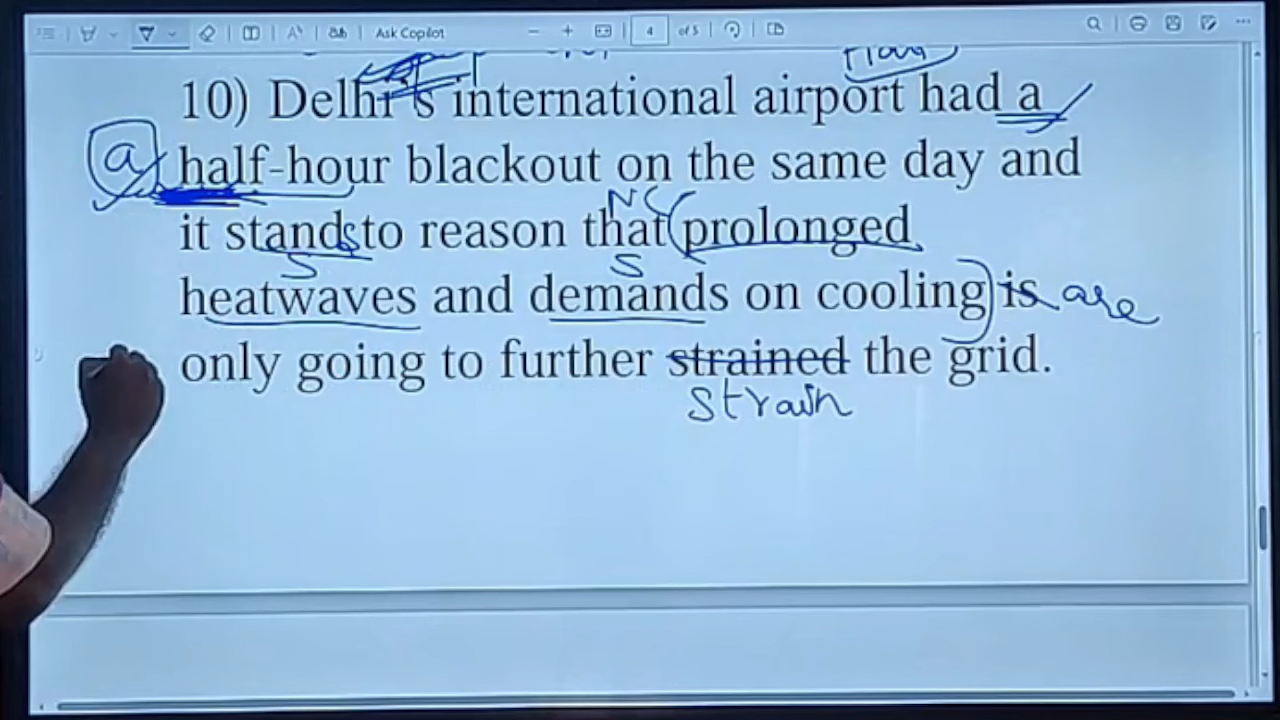 Ask Copilot
4 of 5
10) Delhi's international airport had a
a half-hour blackout on the same day and
NC
it stands to reason that (prolonged
S S
heatwaves and demands on cooling) is are
only going to further strained the grid.
strain